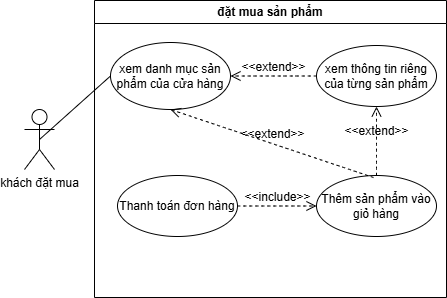 đặt mua sản phẩm
xem danh mục sản
phẩm của cửa hàng
<<extend>>
xem thông tin riêng
của từng sản phẩm
<<extend>>
<<extend>>
khách đặt mua
Thanh toán đơn hàng
<<include>>
Thêm sản phẩm vào
giỏ hàng